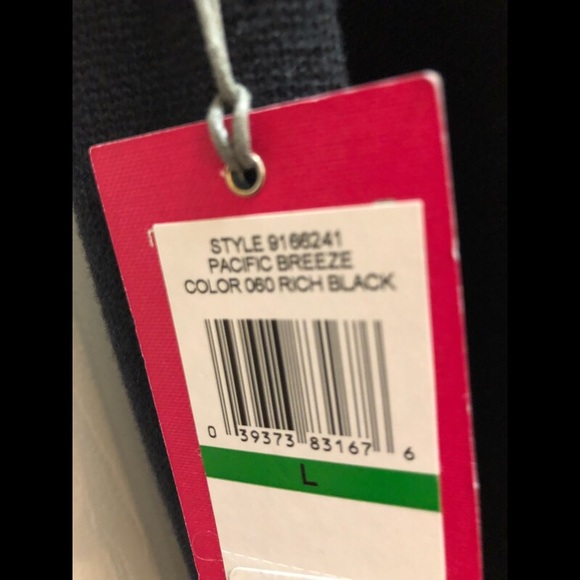 STYLE 9166241
PACIFIC BREEZE
COLOR 060 RICH BLACK
0 39373 83167 6
L